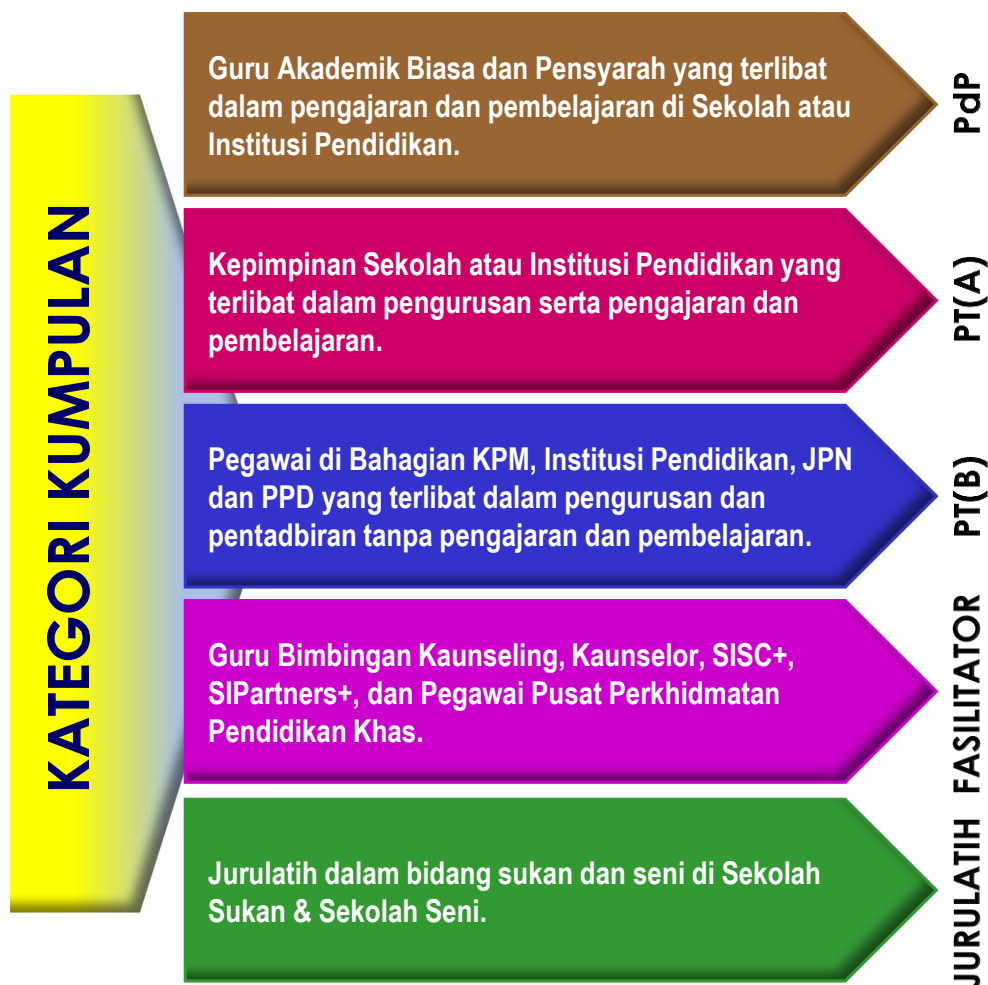 KATEGORI KUMPULAN
Guru Akademik Biasa dan Pensyarah yang terlibat
dalam pengajaran dan pembelajaran di Sekolah atau
Institusi Pendidikan.
PdP
Kepimpinan Sekolah atau Institusi Pendidikan yang
terlibat dalam pengurusan serta pengajaran dan
pembelajaran.
PT(A)
Pegawai di Bahagian KPM, Institusi Pendidikan, JPN
dan PPD yang terlibat dalam pengurusan dan
pentadbiran tanpa pengajaran dan pembelajaran.
PT(B)
Guru Bimbingan Kaunseling, Kaunselor, SISC+,
SIPartners+, dan Pegawai Pusat Perkhidmatan
Pendidikan Khas.
FASILITATOR
Jurulatih dalam bidang sukan dan seni di Sekolah
Sukan & Sekolah Seni.
JURULATIH